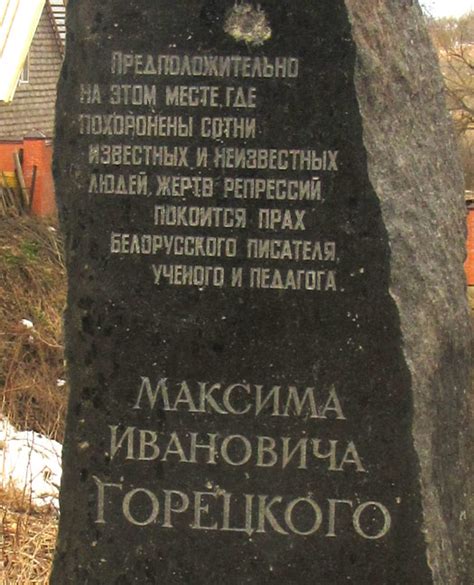 Предположительно
на этом месте, где
похоронены сотни
известных и неизвестных
людей, жертв репрессий,
покоится прах
белорусского писателя,
ученого и педагога.
Максима
Ивановича
Горецкого